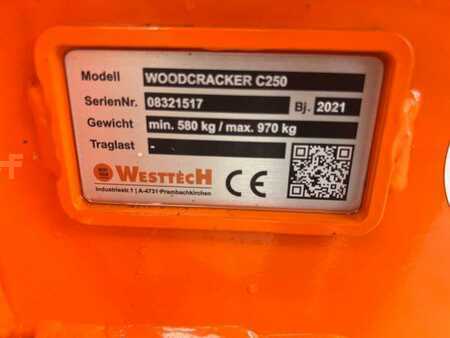 Modell WOODCRACKER C250
SerienNr. 08321517 Bj. 2021
Gewicht min. 580 kg / max. 970 kg
Traglast -
WESTTECH CE
Industriestr.1 | A-4731-Prambachkirchen